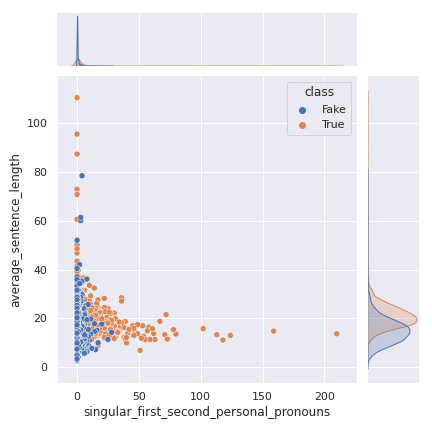 class
Fake
True
100
80
60
40
20
0
average_sentence_length
0
50
100
150
200
singular_first_second_personal_pronouns